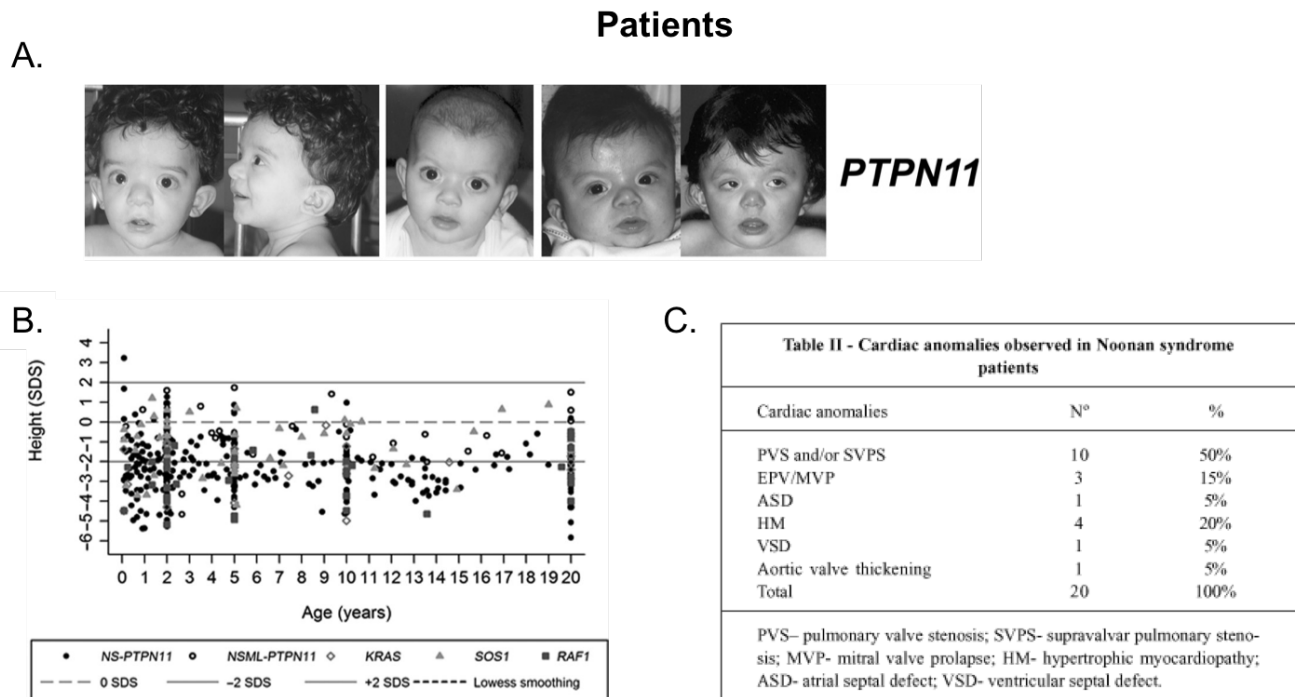 Patients
A.
PTPN11
B.
Height (SDS)
4
3
2
1
0
-1
-2
-3
-4
-5
-6
0 1 2 3 4 5 6 7 8 9 10 11 12 13 14 15 16 17 18 19 20
Age (years)
NS-PTPN11 NSML-PTPN11 KRAS SOS1 RAF1
0 SDS -2 SDS +2 SDS Lowess smoothing
C.
Table II - Cardiac anomalies observed in Noonan syndrome
patients
Cardiac anomalies Nº %
PVS and/or SVPS 10 50%
EPV/MVP 3 15%
ASD 1 5%
HM 4 20%
VSD 1 5%
Aortic valve thickening 1 5%
Total 20 100%
PVS– pulmonary valve stenosis; SVPS- supravalvar pulmonary steno-
sis; MVP- mitral valve prolapse; HM- hypertrophic myocardiopathy;
ASD- atrial septal defect; VSD- ventricular septal defect.